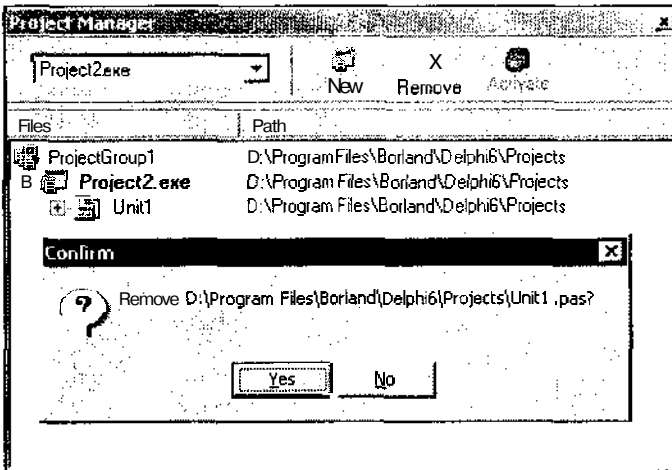 Project Manager
Project2.exe
New
X
Remove
Activate
Files
Path
ProjectGroup1
D:\ProgramFiles\Borland\Delphi6\Projects
B Project2.exe
D:\Program Files\Borland\Delphi6\Projects
Unit1
D:\Program Files\Borland\Delphi6\Projects
Confirm
Remove D:\Program Files\Borland\Delphi6\Projects\Unit1 .pas?
Yes
No